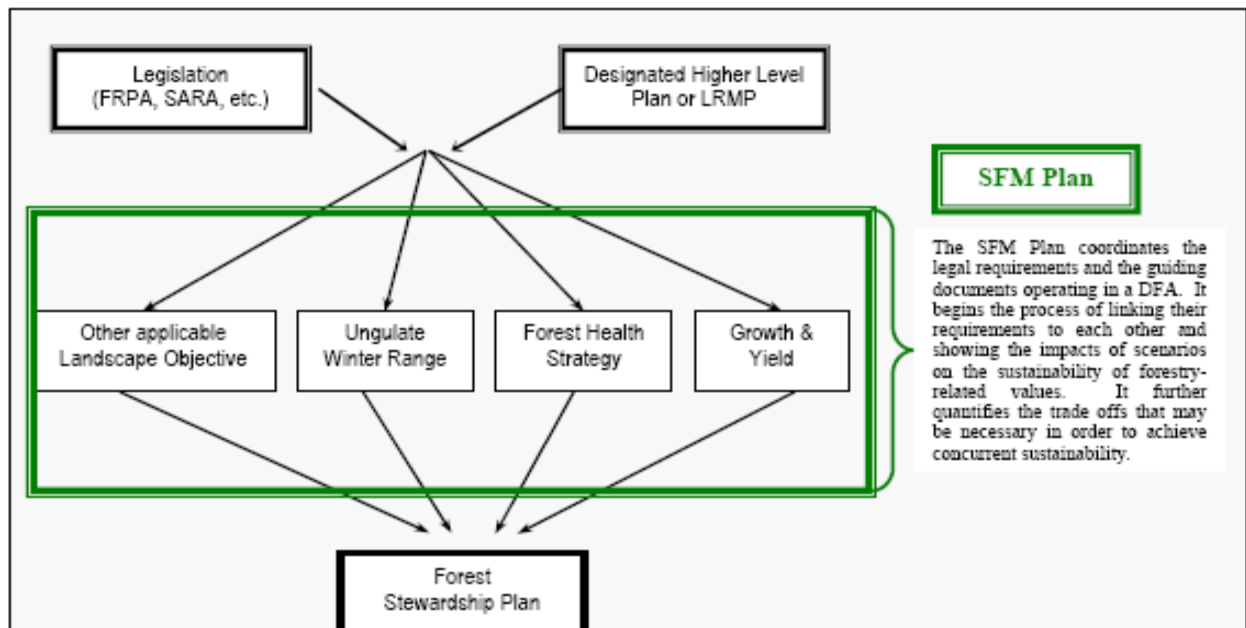 Legislation
(FRPA, SARA, etc.)
Designated Higher Level
Plan or LRMP
SFM Plan
The SFM Plan coordinates the
legal requirements and the guiding
documents operating in a DFA. It
begins the process of linking their
requirements to each other and
showing the impacts of scenarios
on the sustainability of forestry-
related values. It further
quantifies the trade offs that may
be necessary in order to achieve
concurrent sustainability.
Other applicable
Landscape Objective
Ungulate
Winter Range
Forest Health
Strategy
Growth &
Yield
Forest
Stewardship Plan